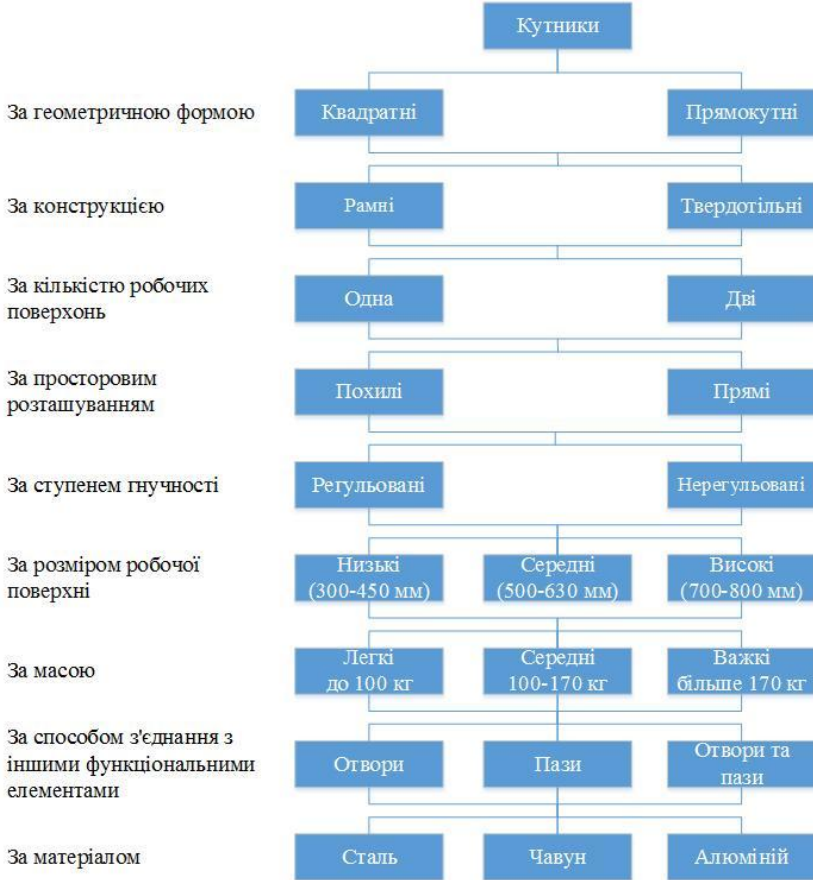 Кутники
За геометричною формою
Квадратні
Прямокутні
За конструкцією
Рамні
Твердотільні
За кількістю робочих
поверхонь
Одна
Дві
За просторовим
розташуванням
Похилі
Прямі
За ступенем гнучності
Регульовані
Нерегульовані
За розміром робочої
поверхні
Низькі
(300-450 мм)
Середні
(500-630 мм)
Високі
(700-800 мм)
За масою
Легкі
до 100 кг
Середні
100-170 кг
Важкі
більше 170 кг
За способом з'єднання з
іншими функціональними
елементами
Отвори
Пази
Отвори та
пази
За матеріалом
Сталь
Чавун
Алюміній